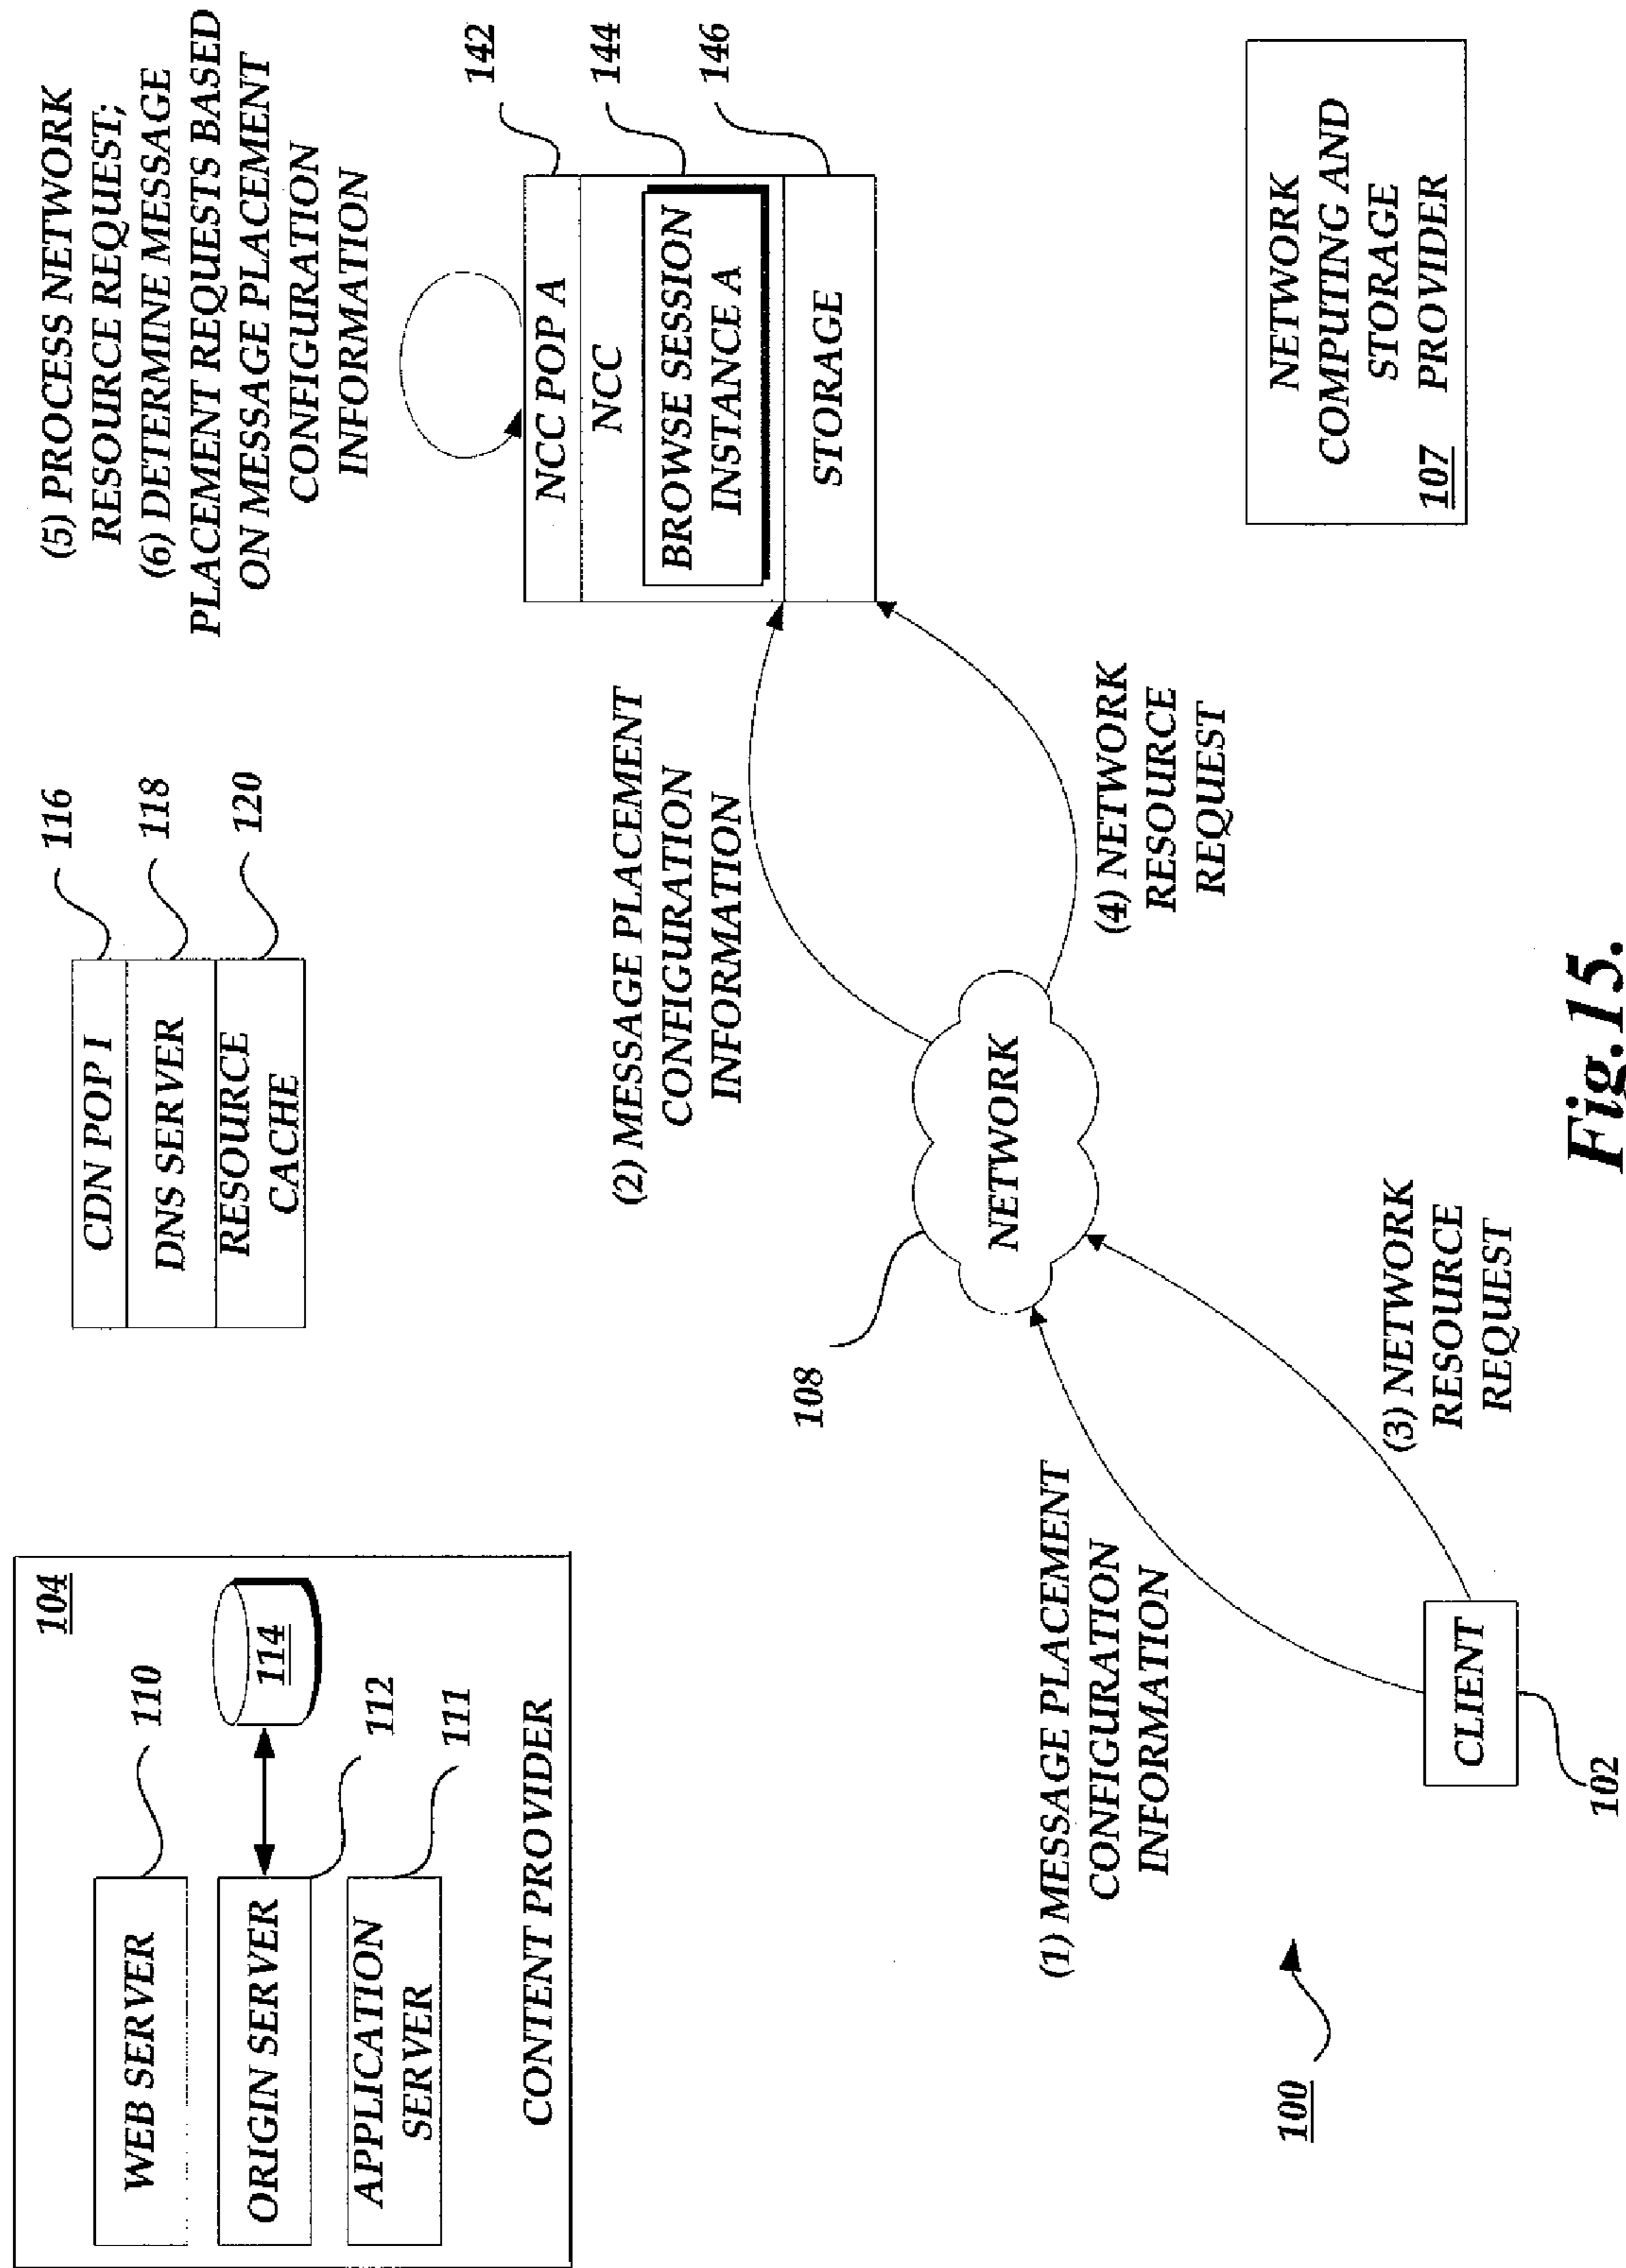 104
WEB SERVER
110
ORIGIN SERVER
114
112
APPLICATION
SERVER
111
CONTENT PROVIDER
CDN POP I
116
DNS SERVER
118
RESOURCE
CACHE
120
(5) PROCESS NETWORK
RESOURCE REQUEST;
(6) DETERMINE MESSAGE
PLACEMENT REQUESTS BASED
ON MESSAGE PLACEMENT
CONFIGURATION
INFORMATION
NCC POP A
142
NCC
144
BROWSE SESSION
INSTANCE A
STORAGE
146
(2) MESSAGE PLACEMENT
CONFIGURATION
INFORMATION
108
NETWORK
(4) NETWORK
RESOURCE
REQUEST
(1) MESSAGE PLACEMENT
CONFIGURATION
INFORMATION
(3) NETWORK
RESOURCE
REQUEST
NETWORK
COMPUTING AND
STORAGE
PROVIDER
107
100
CLIENT
102
Fig.15.